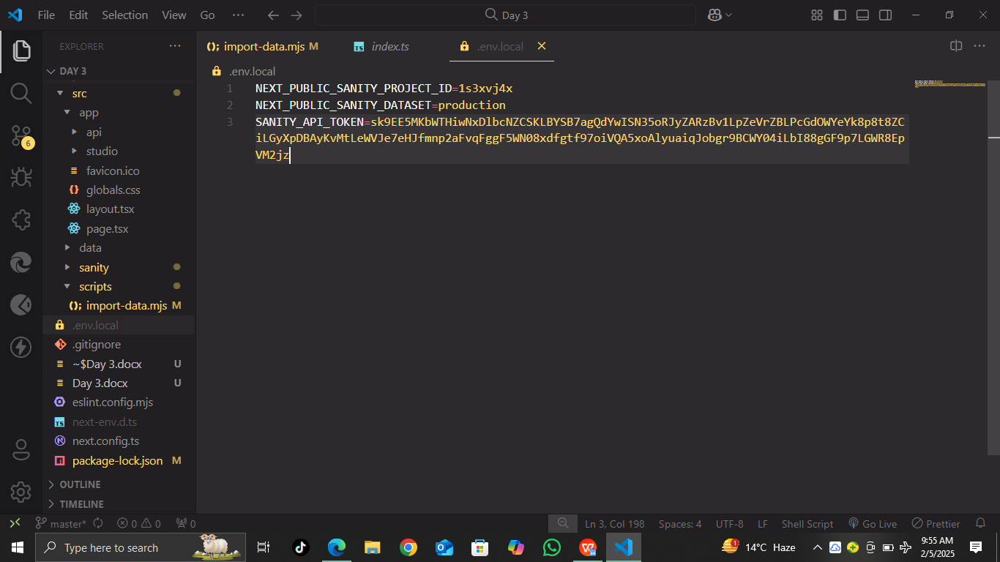 File Edit Selection View Go ··· Day 3
EXPLORER
import-data.mjs M
index.ts
.env.local
DAY 3
src
app
api
studio
favicon.ico
globals.css
layout.tsx
page.tsx
data
sanity
scripts
import-data.mjs M
.env.local
.gitignore
~$Day 3.docx U
Day 3.docx U
eslint.config.mjs
next-env.d.ts
next.config.ts
package-lock.json M
OUTLINE
TIMELINE
6
.env.local
1 NEXT_PUBLIC_SANITY_PROJECT_ID=1s3xvj4x
2 NEXT_PUBLIC_SANITY_DATASET=production
3 SANITY_API_TOKEN=sk9EE5MKbWTHiwNxDlbcNZCSKLBYSB7agQdYwISN35oRJyZARzBv1LpZeVrZBLPcGdOWYeYk8p8t8ZC
iLGyXpDBAyKvMtLeWVJe7eHJfmnp2aFvqFggF5WN08xdfgtf97oiVQA5xoAlyuaiqJobgr9BCWY04iLbI88gGF9p7LGWR8Ep
VM2jz
master* 0 0 0 Ln 3, Col 198 Spaces: 4 UTF-8 LF Shell Script Go Live Prettier
Type here to search
14°C Haze
9:55 AM
2/5/2025